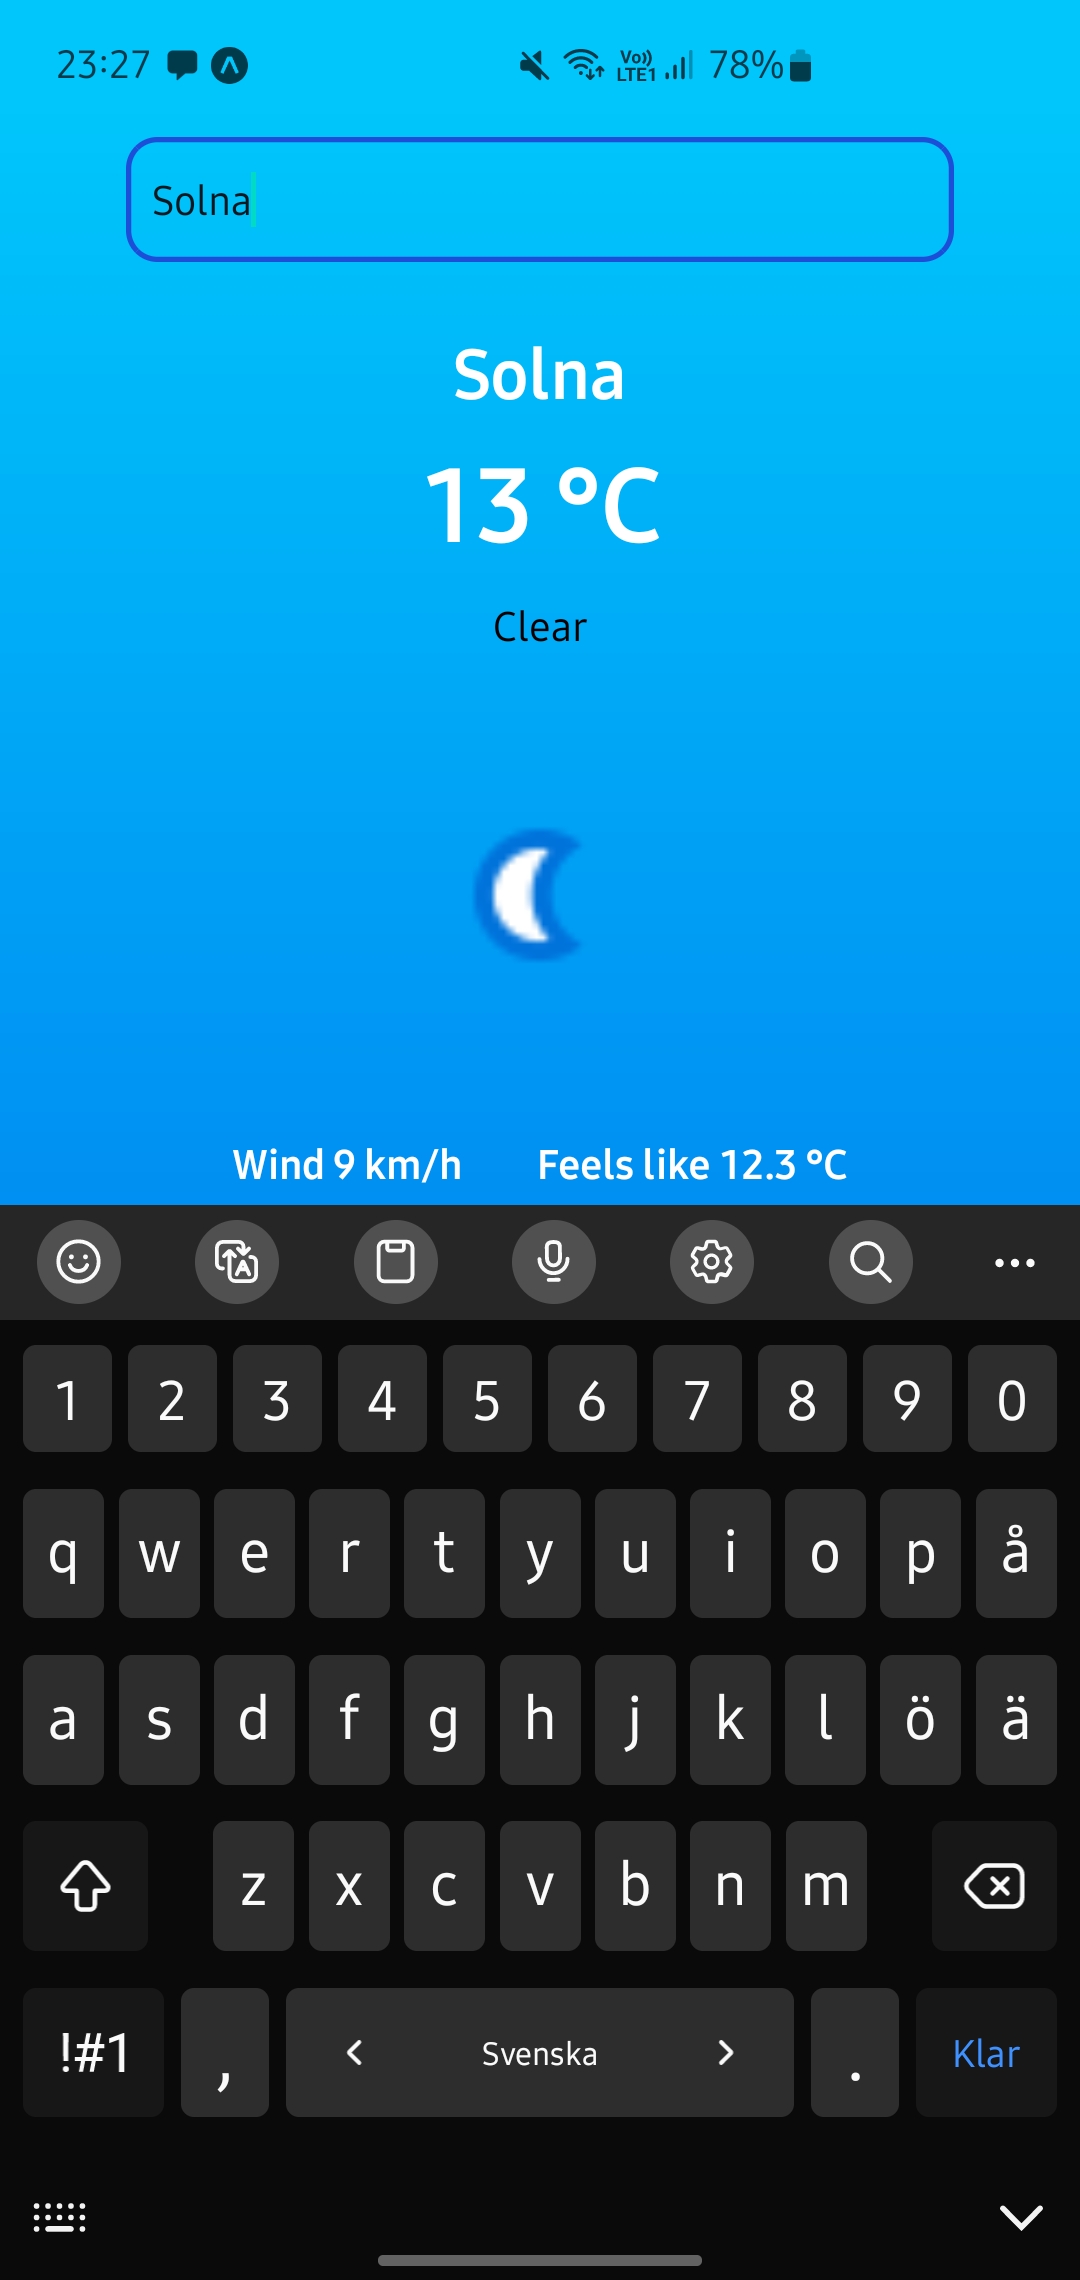 23:27 Vo)) LTE1 78%
Solna
Solna
13 °C
Clear
Wind 9 km/h Feels like 12.3 °C
1 2 3 4 5 6 7 8 9 0
q w e r t y u i o p å
a s d f g h j k l ö ä
z x c v b n m
!#1 , < Svenska > . Klar